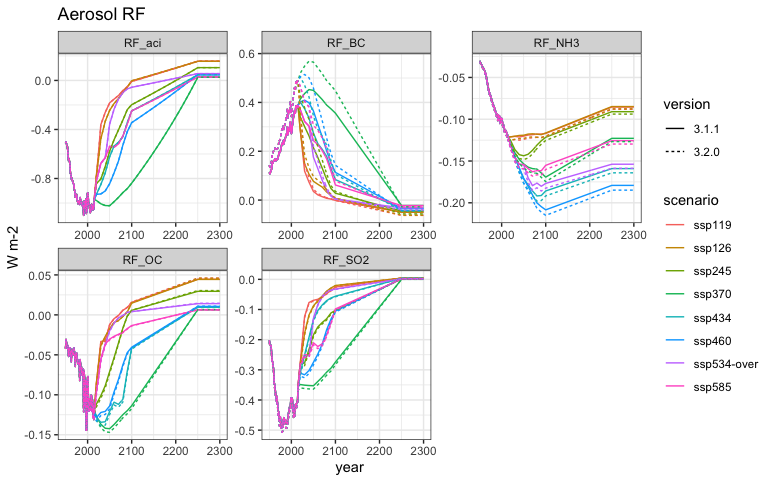 Aerosol RF
RF_aci
RF_BC
RF_NH3
0.0
-0.4
-0.8
2000 2100 2200 2300
0.6
0.4
0.2
0.0
2000 2100 2200 2300
-0.05
-0.10
-0.15
-0.20
2000 2100 2200 2300
W m-2
RF_OC
RF_SO2
0.05
0.00
-0.05
-0.10
-0.15
2000 2100 2200 2300
0.0
-0.1
-0.2
-0.3
-0.4
-0.5
2000 2100 2200 2300
year
version
3.1.1
3.2.0
scenario
ssp119
ssp126
ssp245
ssp370
ssp434
ssp460
ssp534-over
ssp585